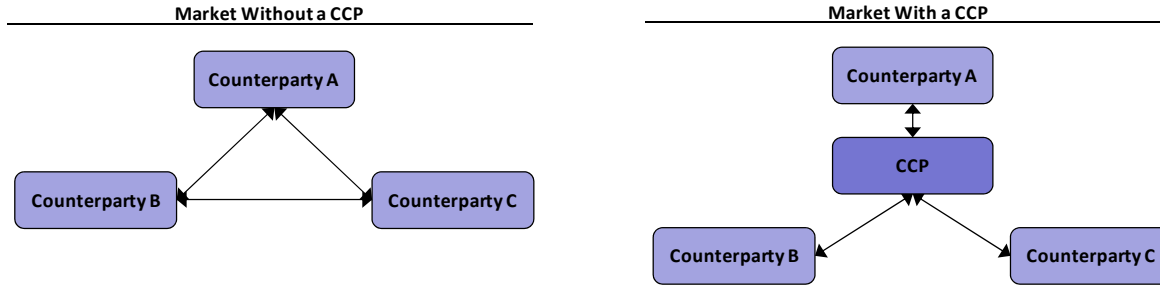 Market Without a CCP
Counterparty A
Counterparty B
Counterparty C
Market With a CCP
Counterparty A
CCP
Counterparty B
Counterparty C